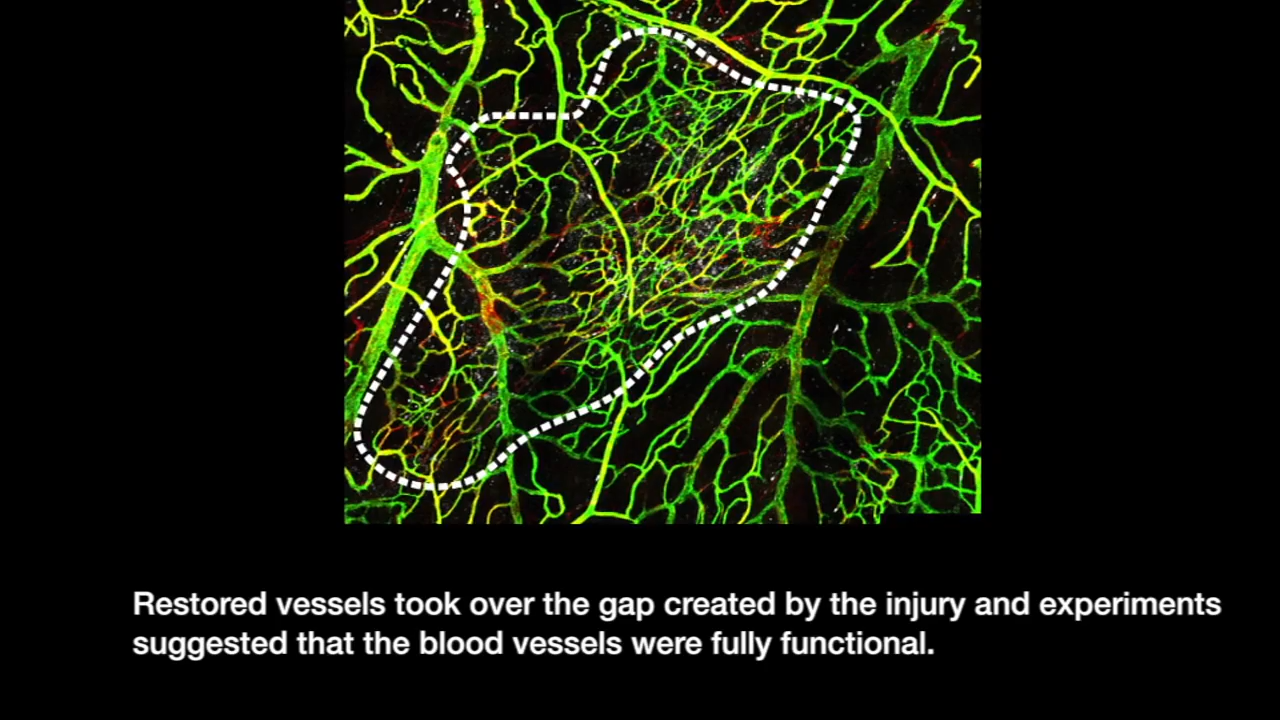 Restored vessels took over the gap created by the injury and experiments
suggested that the blood vessels were fully functional.